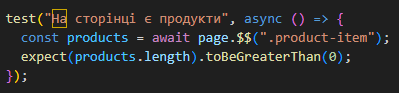 test("На сторінці є продукти", async () => {
  const products = await page.$$(".product-item");
  expect(products.length).toBeGreaterThan(0);
});